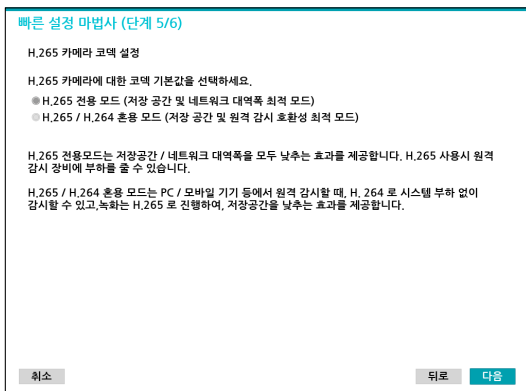 빠른 설정 마법사 (단계 5/6)
H.265 카메라 코덱 설정
H.265 카메라에 대한 코덱 기본값을 선택하세요.
H.265 전용 모드 (저장 공간 및 네트워크 대역폭 최적 모드)
H.265 / H.264 혼용 모드 (저장 공간 및 원격 감시 호환성 최적 모드)
H.265 전용모드는 저장공간 / 네트워크 대역폭을 모두 낮추는 효과를 제공합니다. H.265 사용시 원격
감시 장비에 부하를 줄 수 있습니다.
H.265 / H.264 혼용 모드는 PC / 모바일 기기 등에서 원격 감시할 때, H. 264 로 시스템 부하 없이
감시할 수 있고,녹화는 H.265 로 진행하여, 저장공간을 낮추는 효과를 제공합니다.
취소
뒤로
다음